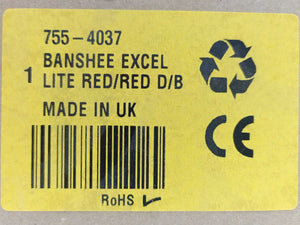 755-4037
BANSHEE EXCEL
1 LITE RED/RED D/B
MADE IN UK
CE
RoHS ✓